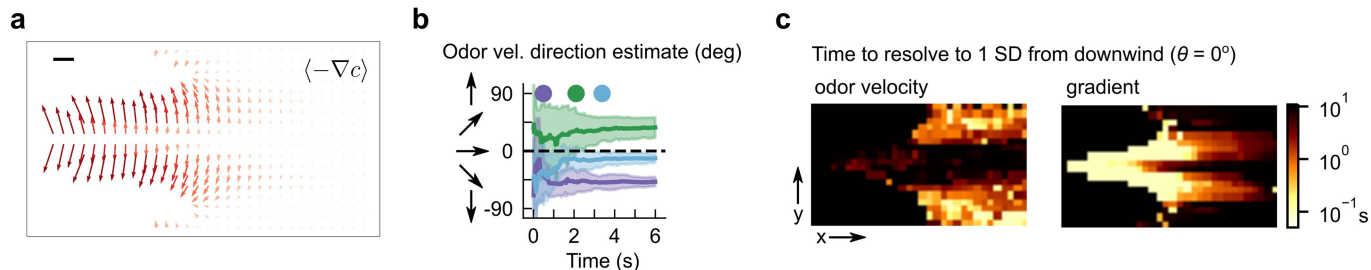 a
⟨−∇c⟩
b
Odor vel. direction estimate (deg)
90
0
-90
0 2 4 6
Time (s)
c
Time to resolve to 1 SD from downwind (θ = 0°)
odor velocity
gradient
y
x
10¹
10⁰
10⁻¹ s